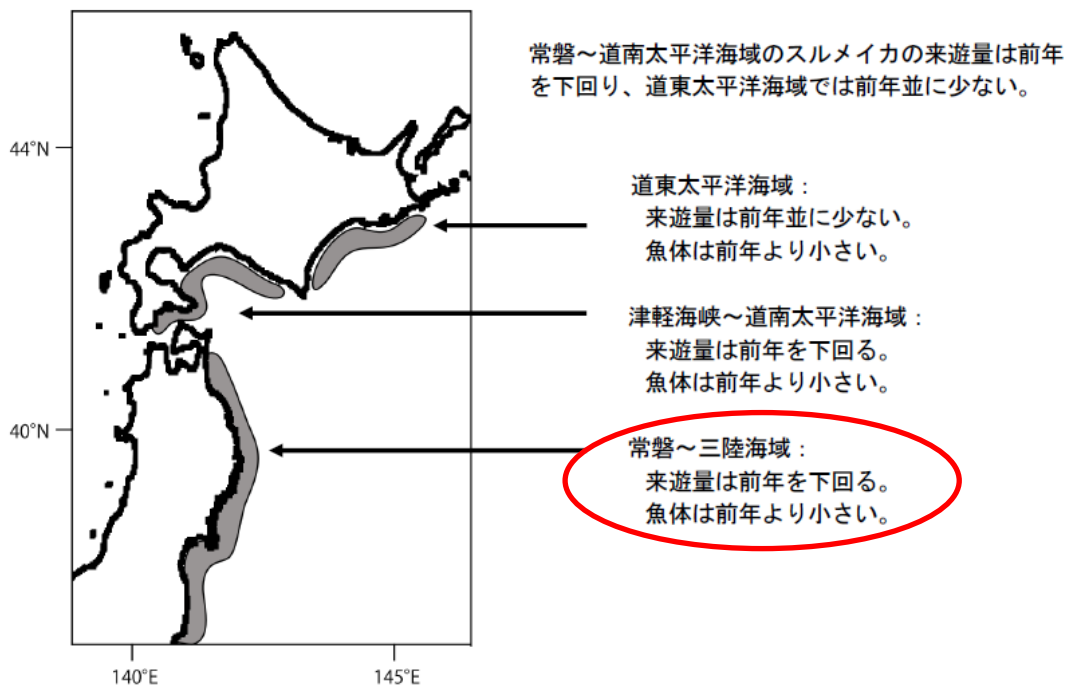 常磐～道南太平洋海域のスルメイカの来遊量は前年
を下回り、道東太平洋海域では前年並に少ない。
44°N
道東太平洋海域：
来遊量は前年並に少ない。
魚体は前年より小さい。
津軽海峡～道南太平洋海域：
来遊量は前年を下回る。
魚体は前年より小さい。
40°N
常磐～三陸海域：
来遊量は前年を下回る。
魚体は前年より小さい。
140°E
145°E